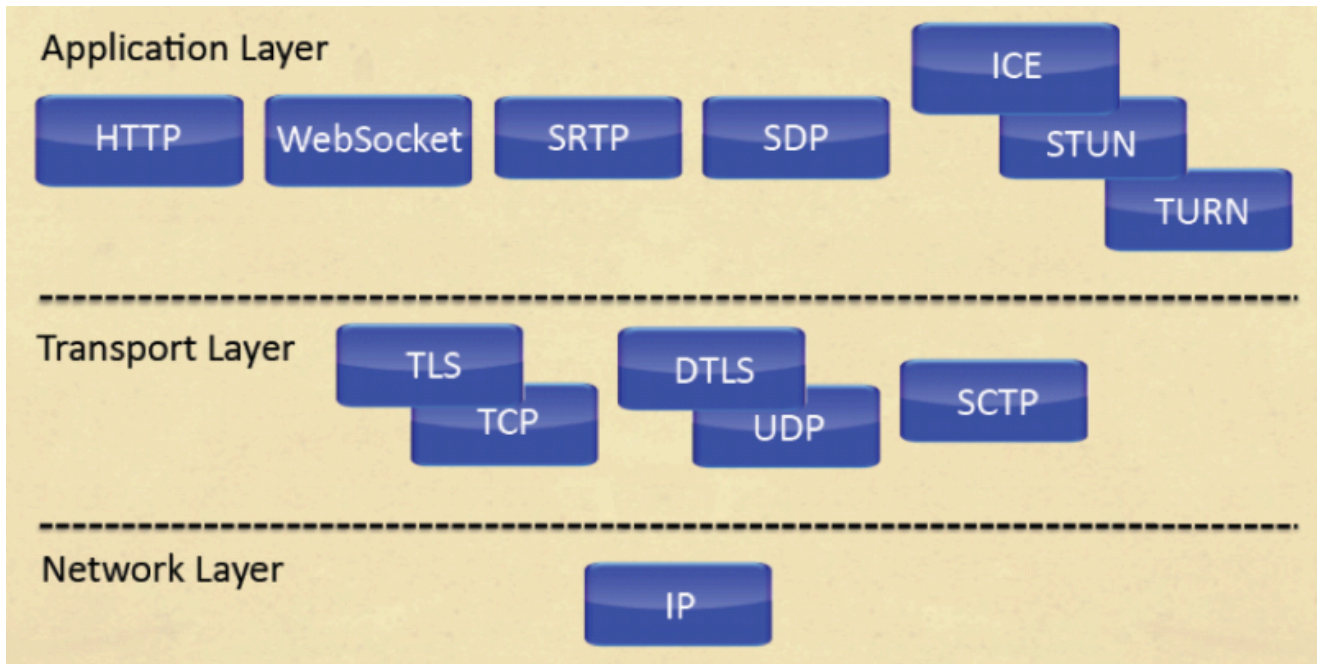 Application Layer
HTTP
WebSocket
SRTP
SDP
ICE
STUN
TURN
Transport Layer
TLS
TCP
DTLS
UDP
SCTP
Network Layer
IP